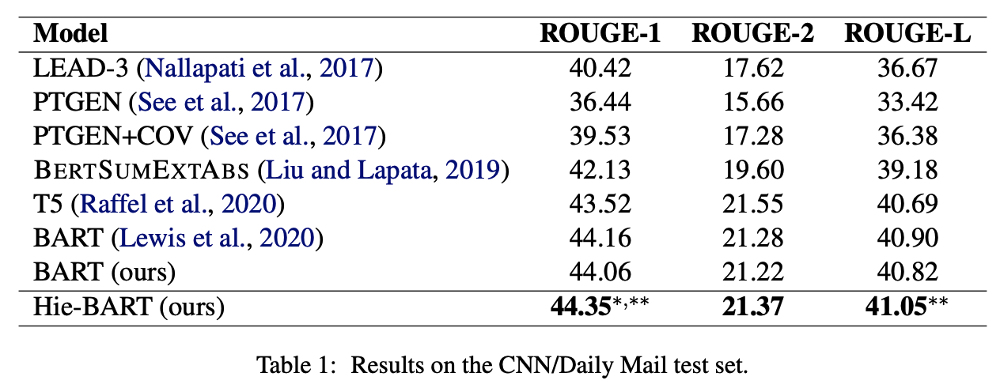 Model ROUGE-1 ROUGE-2 ROUGE-L
LEAD-3 (Nallapati et al., 2017) 40.42 17.62 36.67
PTGEN (See et al., 2017) 36.44 15.66 33.42
PTGEN+COV (See et al., 2017) 39.53 17.28 36.38
BERTSUMEXTABS (Liu and Lapata, 2019) 42.13 19.60 39.18
T5 (Raffel et al., 2020) 43.52 21.55 40.69
BART (Lewis et al., 2020) 44.16 21.28 40.90
BART (ours) 44.06 21.22 40.82
Hie-BART (ours) 44.35*,** 21.37 41.05**
Table 1: Results on the CNN/Daily Mail test set.